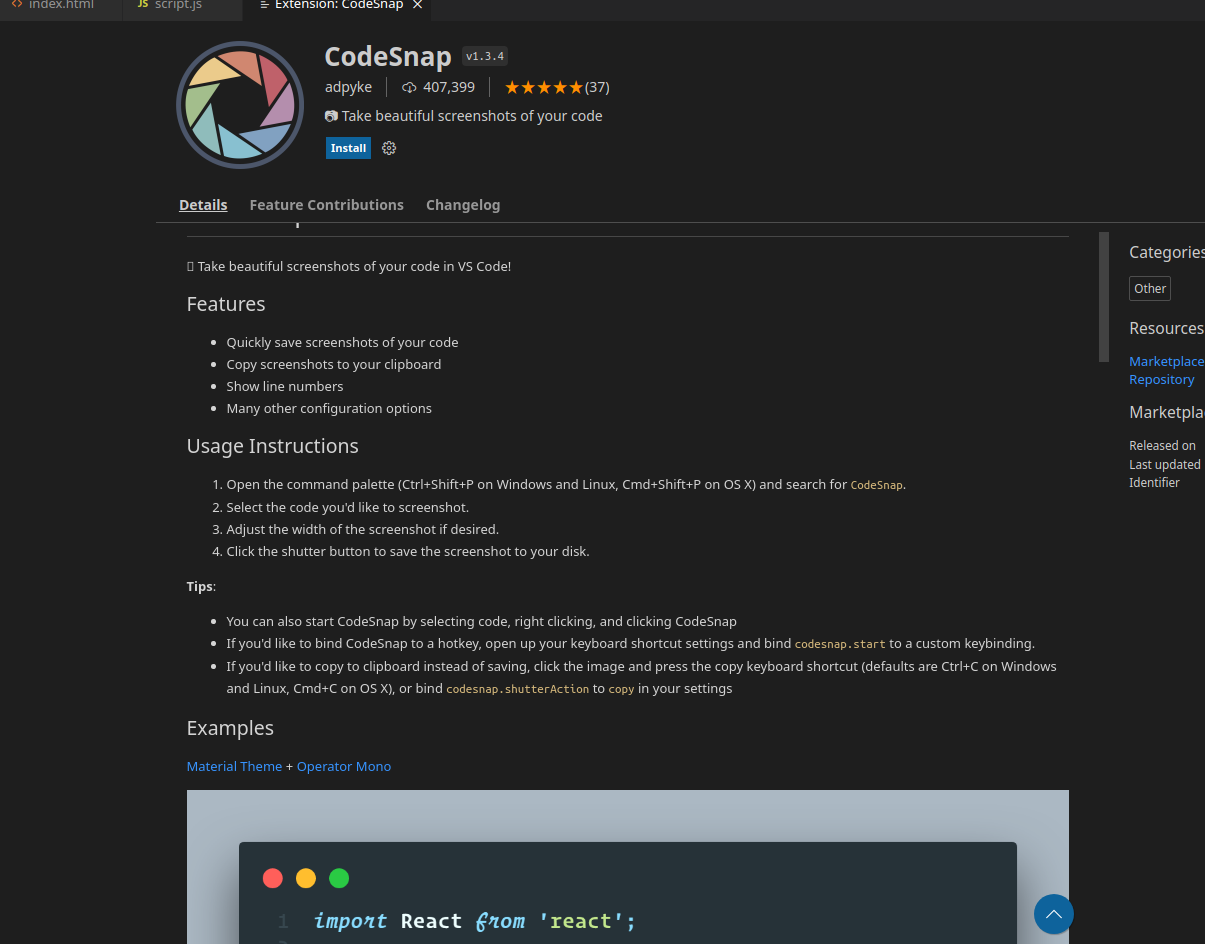 index.html
JS script.js
Extension: CodeSnap
CodeSnap v1.3.4
adpyke 407,399 (37)
Take beautiful screenshots of your code
Install
Details Feature Contributions Changelog
Take beautiful screenshots of your code in VS Code!
Features
Quickly save screenshots of your code
Copy screenshots to your clipboard
Show line numbers
Many other configuration options
Usage Instructions
1. Open the command palette (Ctrl+Shift+P on Windows and Linux, Cmd+Shift+P on OS X) and search for CodeSnap.
2. Select the code you'd like to screenshot.
3. Adjust the width of the screenshot if desired.
4. Click the shutter button to save the screenshot to your disk.
Tips:
You can also start CodeSnap by selecting code, right clicking, and clicking CodeSnap
If you'd like to bind CodeSnap to a hotkey, open up your keyboard shortcut settings and bind codesnap.start to a custom keybinding.
If you'd like to copy to clipboard instead of saving, click the image and press the copy keyboard shortcut (defaults are Ctrl+C on Windows
and Linux, Cmd+C on OS X), or bind codesnap.shutterAction to copy in your settings
Examples
Material Theme + Operator Mono
1 import React from 'react';
Categories
Other
Resources
Marketplace
Repository
Marketpla
Released on
Last updated
Identifier